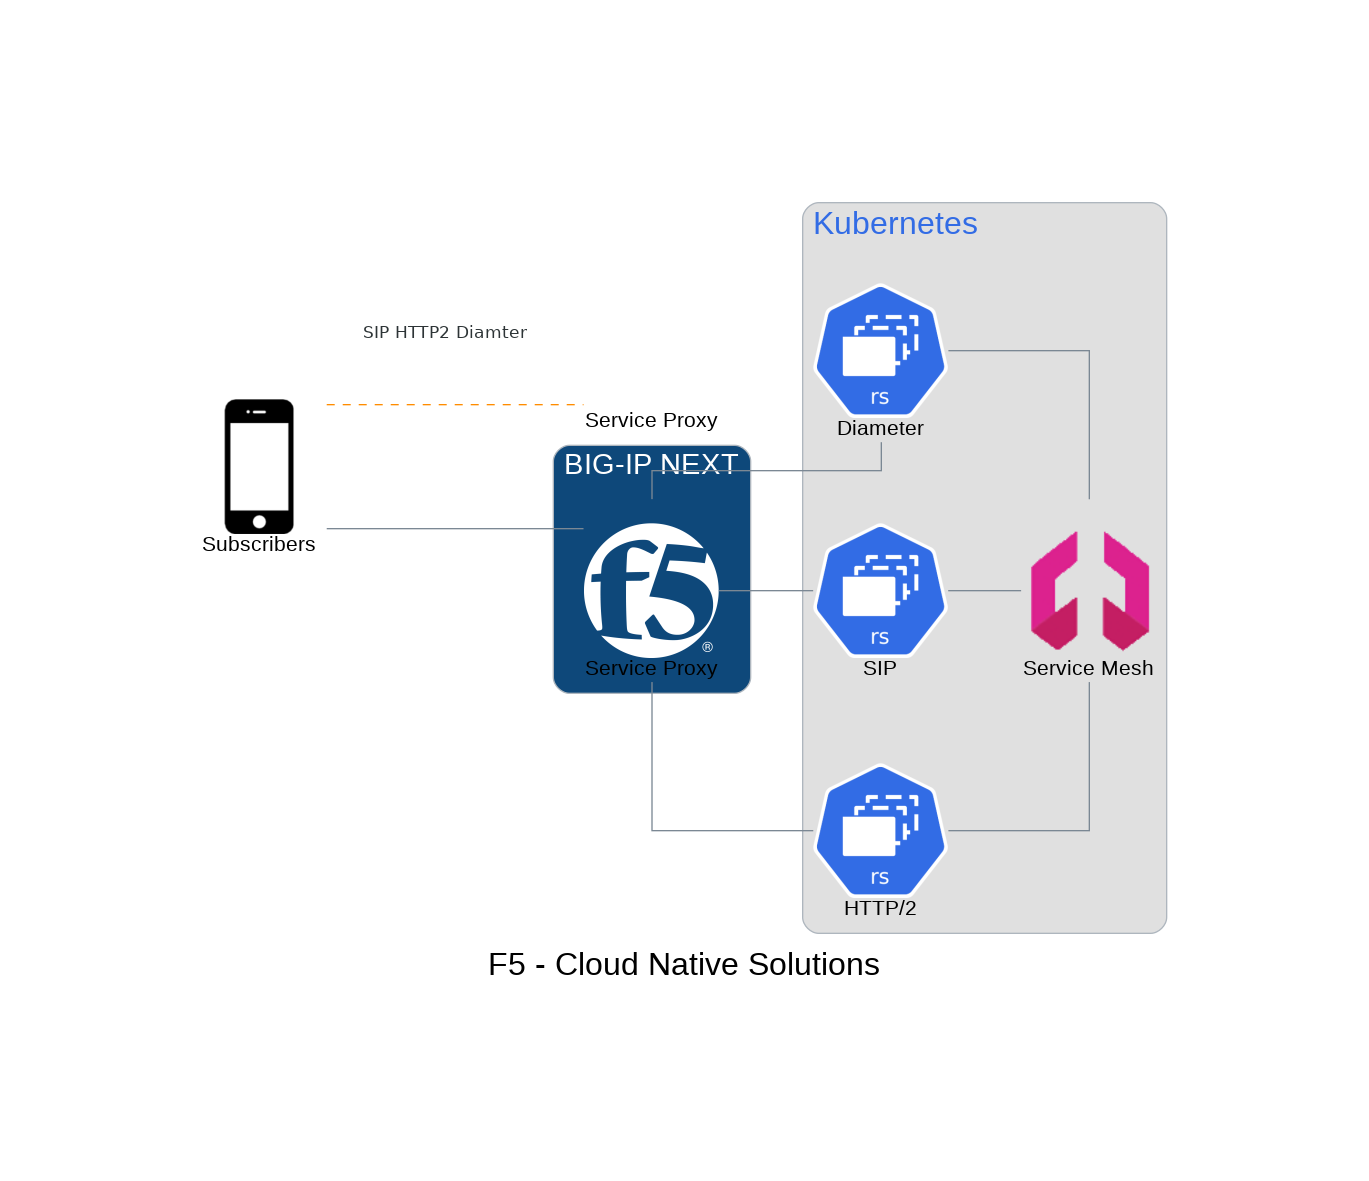 Kubernetes
SIP HTTP2 Diamter
rs
Diameter
Service Proxy
BIG-IP NEXT
f5
®
Service Proxy
Subscribers
rs
SIP
Service Mesh
rs
HTTP/2
F5 - Cloud Native Solutions